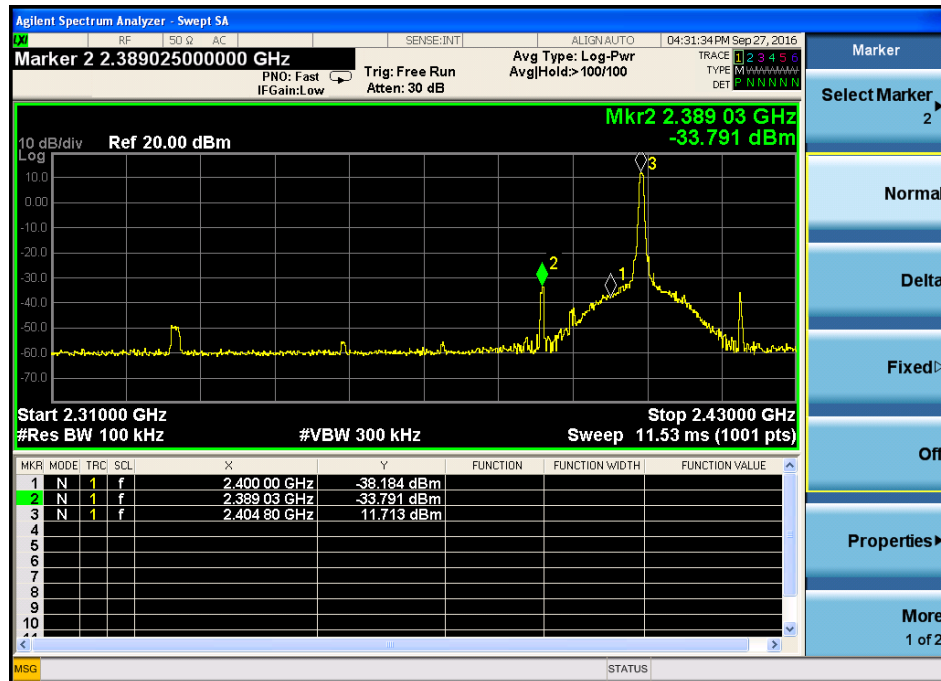 Agilent Spectrum Analyzer - Swept SA
LXI RF 50 Ω AC SENSE:INT ALIGN AUTO 04:31:34 PM Sep 27, 2016
Marker 2 2.389025000000 GHz
PNO: Fast
IFGain:Low
Trig: Free Run
Atten: 30 dB
Avg Type: Log-Pwr
Avg|Hold:>100/100
TRACE 1 2 3 4 5 6
TYPE M WWWWW
DET P N N N N N
Mkr2 2.389 03 GHz
-33.791 dBm
10 dB/div Ref 20.00 dBm
Log
10.0
0.00
-10.0
-20.0
-30.0
-40.0
-50.0
-60.0
-70.0
3
2
1
Start 2.31000 GHz Stop 2.43000 GHz
#Res BW 100 kHz #VBW 300 kHz Sweep 11.53 ms (1001 pts)
MKR MODE TRC SCL X Y FUNCTION FUNCTION WIDTH FUNCTION VALUE
1 N 1 f 2.400 00 GHz -38.184 dBm
2 N 1 f 2.389 03 GHz -33.791 dBm
3 N 1 f 2.404 80 GHz 11.713 dBm
4
5
6
7
8
9
10
MSG STATUS
Marker
Select Marker
2
Normal
Delta
Fixed
Off
Properties
More
1 of 2